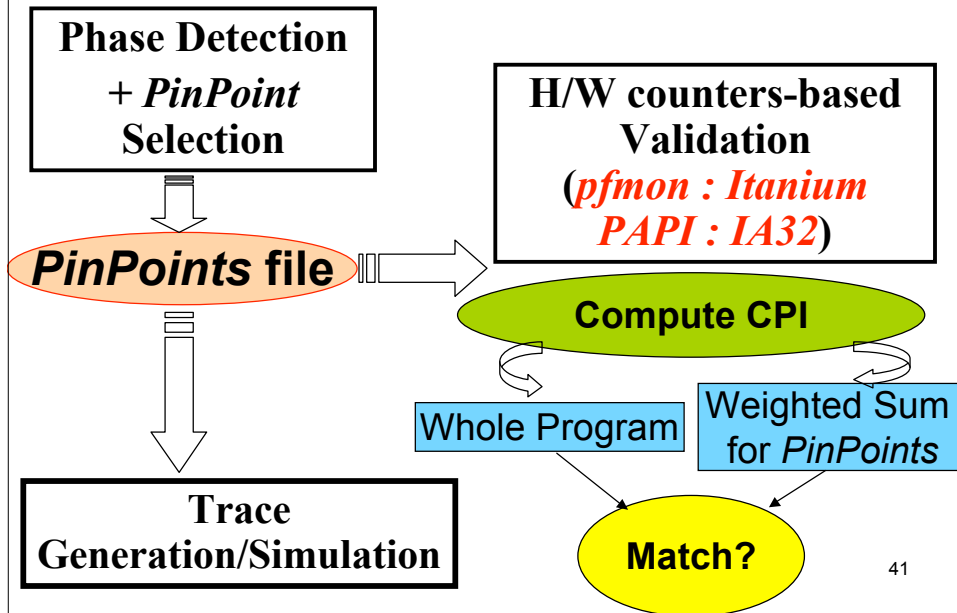 Phase Detection
+ PinPoint
Selection
H/W counters-based
Validation
(pfmon : Itanium
PAPI : IA32)
PinPoints file
Compute CPI
Whole Program
Weighted Sum
for PinPoints
Trace
Generation/Simulation
Match?
41